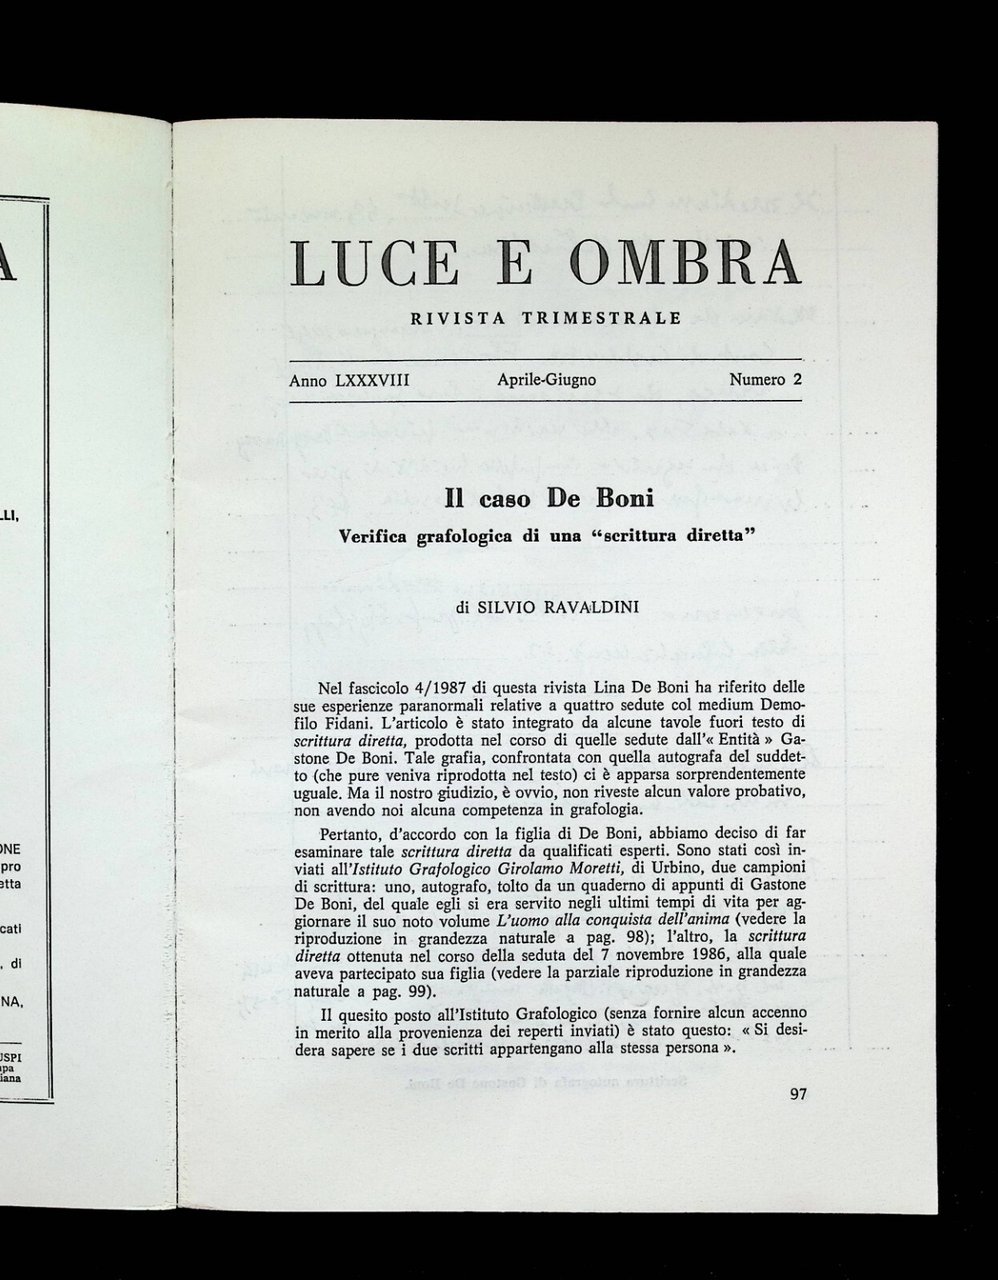 A
LLI,
ONE
pro
etta
cati
, di
NA,
USPI
mpa
iana
LUCE E OMBRA
RIVISTA TRIMESTRALE
Anno LXXXVIII Aprile-Giugno Numero 2
Il caso De Boni
Verifica grafologica di una “scrittura diretta”
di SILVIO RAVALDINI
Nel fascicolo 4/1987 di questa rivista Lina De Boni ha riferito delle
sue esperienze paranormali relative a quattro sedute col medium Demo-
filo Fidani. L'articolo è stato integrato da alcune tavole fuori testo di
scrittura diretta, prodotta nel corso di quelle sedute dall'« Entità » Ga-
stone De Boni. Tale grafia, confrontata con quella autografa del suddet-
to (che pure veniva riprodotta nel testo) ci è apparsa sorprendentemente
uguale. Ma il nostro giudizio, è ovvio, non riveste alcun valore probativo,
non avendo noi alcuna competenza in grafologia.
Pertanto, d'accordo con la figlia di De Boni, abbiamo deciso di far
esaminare tale scrittura diretta da qualificati esperti. Sono stati così in-
viati all'Istituto Grafologico Girolamo Moretti, di Urbino, due campioni
di scrittura: uno, autografo, tolto da un quaderno di appunti di Gastone
De Boni, del quale egli si era servito negli ultimi tempi di vita per ag-
giornare il suo noto volume L'uomo alla conquista dell'anima (vedere la
riproduzione in grandezza naturale a pag. 98); l'altro, la scrittura
diretta ottenuta nel corso della seduta del 7 novembre 1986, alla quale
aveva partecipato sua figlia (vedere la parziale riproduzione in grandezza
naturale a pag. 99).
Il quesito posto all'Istituto Grafologico (senza fornire alcun accenno
in merito alla provenienza dei reperti inviati) è stato questo: « Si desi-
dera sapere se i due scritti appartengano alla stessa persona ».
97